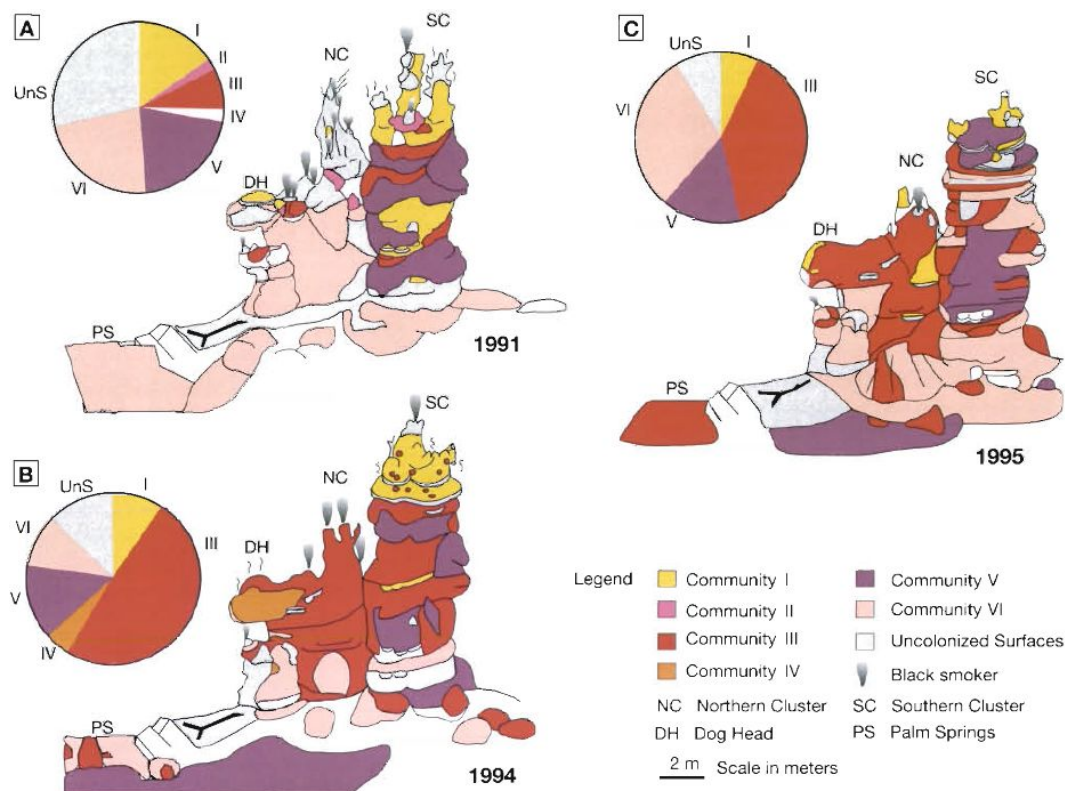 A
I
II
III
IV
V
VI
UnS
DH
NC
SC
PS
1991
B
UnS
I
III
IV
V
VI
DH
NC
SC
PS
1994
C
UnS
I
III
V
VI
DH
NC
SC
PS
1995
Legend
Community I
Community II
Community III
Community IV
Community V
Community VI
Uncolonized Surfaces
Black smoker
NC Northern Cluster
SC Southern Cluster
DH Dog Head
PS Palm Springs
2 m Scale in meters